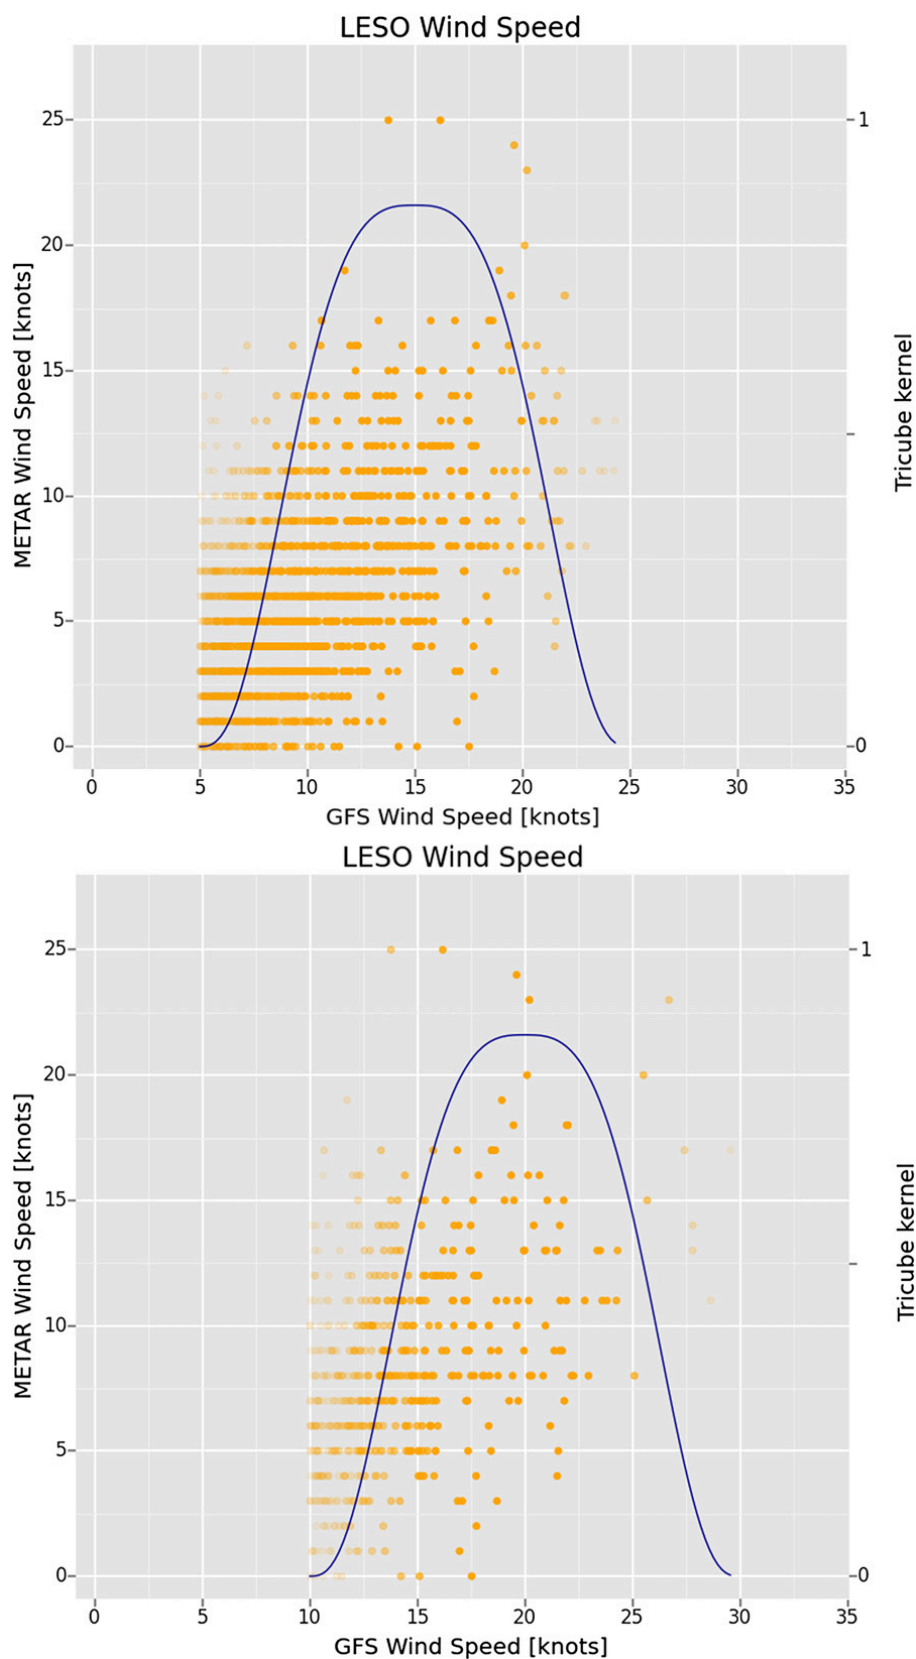 LESO Wind Speed
25
20
15
10
5
0
1
0
METAR Wind Speed [knots]
Tricube kernel
0 5 10 15 20 25 30 35
GFS Wind Speed [knots]
LESO Wind Speed
25
20
15
10
5
0
1
0
METAR Wind Speed [knots]
Tricube kernel
0 5 10 15 20 25 30 35
GFS Wind Speed [knots]